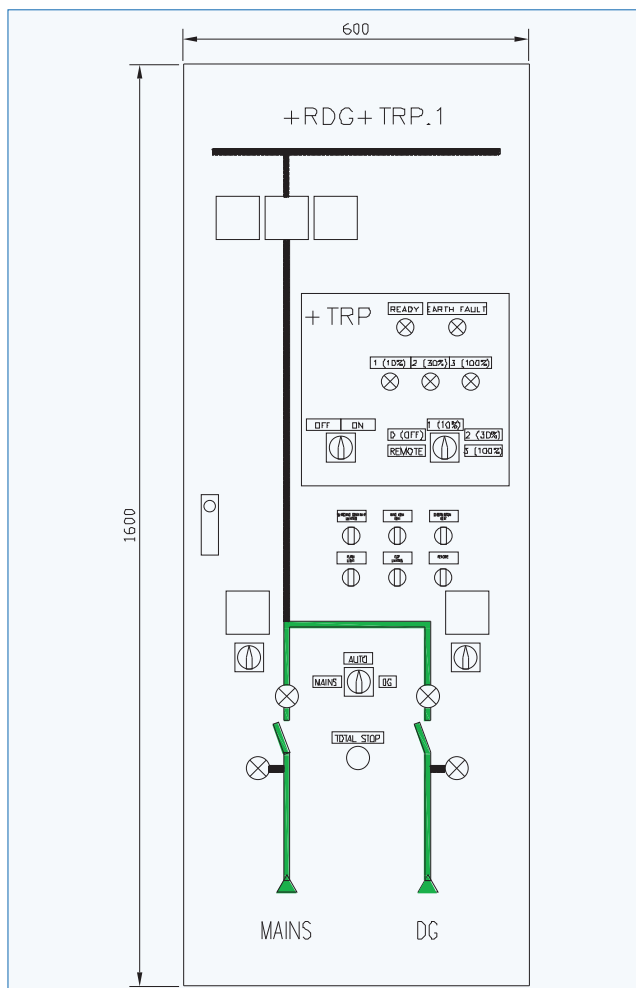 600
+RDG+TRP.1
1600
+TRP
READY
EARTH FAULT
1 (10%) 2 (30%) 3 (100%)
OFF ON
1 (10%)
0 (OFF) 2 (30%)
REMOTE 3 (100%)
AUTO
MAINS DG
TOTAL STOP
MAINS DG